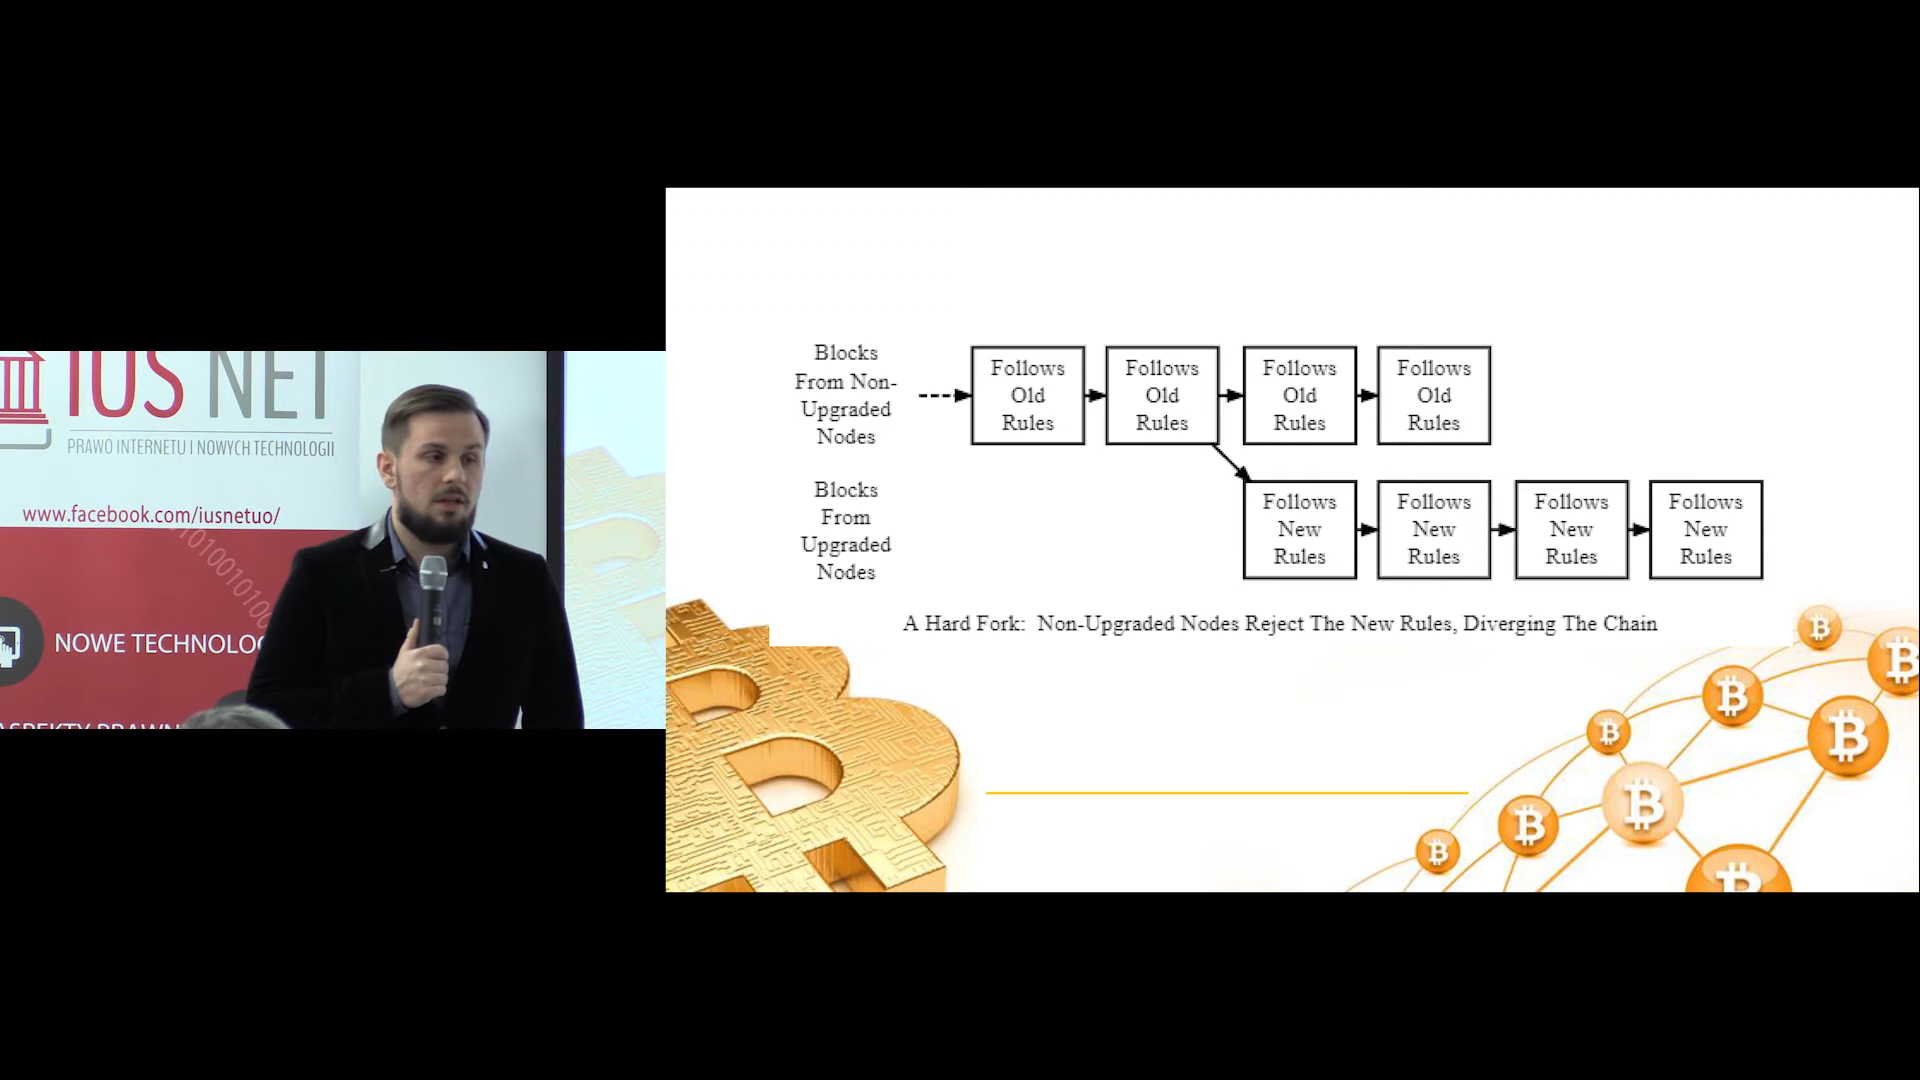 IUS NET
PRAWO INTERNETU I NOWYCH TECHNOLOGII
www.facebook.com/iusnetuo/
NOWE
Blocks
From Non-
Upgraded
Nodes
Follows
Old
Rules
Follows
Old
Rules
Follows
Old
Rules
Follows
Old
Rules
Blocks
From
Upgraded
Nodes
Follows
New
Rules
Follows
New
Rules
Follows
New
Rules
Follows
New
Rules
A Hard Fork: Non-Upgraded Nodes Reject The New Rules, Diverging The Chain